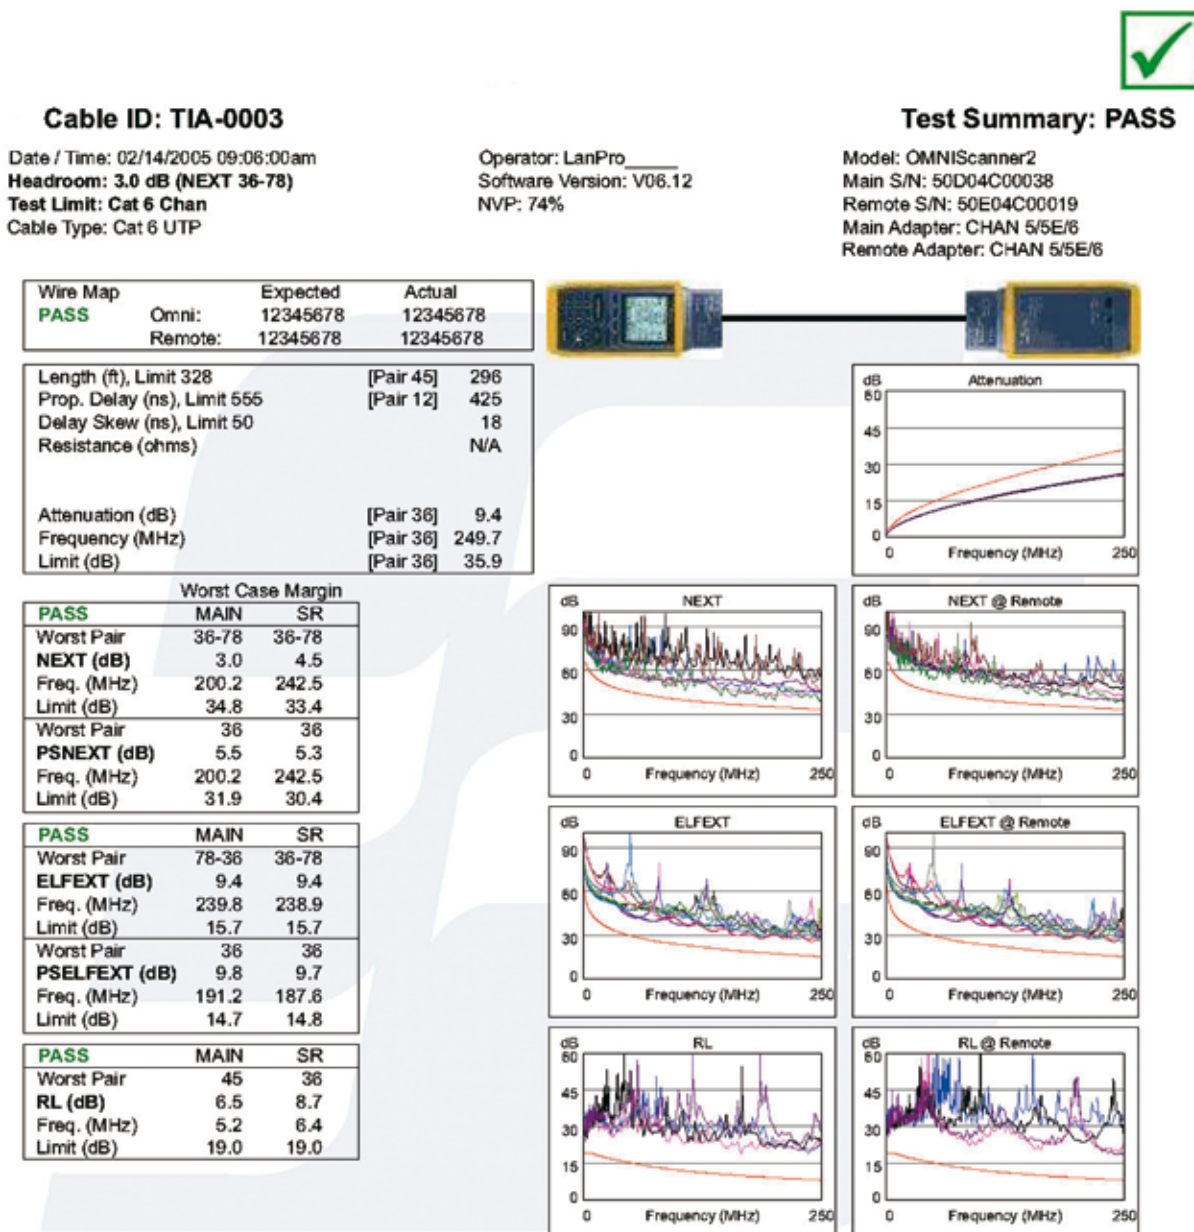 Cable ID: TIA-0003
Test Summary: PASS
Date / Time: 02/14/2005 09:06:00am
Headroom: 3.0 dB (NEXT 36-78)
Test Limit: Cat 6 Chan
Cable Type: Cat 6 UTP
Operator: LanPro_____
Software Version: V06.12
NVP: 74%
Model: OMNIScanner2
Main S/N: 50D04C00038
Remote S/N: 50E04C00019
Main Adapter: CHAN 5/5E/6
Remote Adapter: CHAN 5/5E/6
Wire Map Expected Actual
PASS Omni: 12345678 12345678
Remote: 12345678 12345678
Length (ft), Limit 328 [Pair 45] 296
Prop. Delay (ns), Limit 555 [Pair 12] 425
Delay Skew (ns), Limit 50 18
Resistance (ohms) N/A
Attenuation (dB) [Pair 36] 9.4
Frequency (MHz) [Pair 36] 249.7
Limit (dB) [Pair 36] 35.9
Worst Case Margin
PASS MAIN SR
Worst Pair 36-78 36-78
NEXT (dB) 3.0 4.5
Freq. (MHz) 200.2 242.5
Limit (dB) 34.8 33.4
Worst Pair 36 36
PSNEXT (dB) 5.5 5.3
Freq. (MHz) 200.2 242.5
Limit (dB) 31.9 30.4
PASS MAIN SR
Worst Pair 78-36 36-78
ELFEXT (dB) 9.4 9.4
Freq. (MHz) 239.8 238.9
Limit (dB) 15.7 15.7
Worst Pair 36 36
PSELFEXT (dB) 9.8 9.7
Freq. (MHz) 191.2 187.6
Limit (dB) 14.7 14.8
PASS MAIN SR
Worst Pair 45 36
RL (dB) 6.5 8.7
Freq. (MHz) 5.2 6.4
Limit (dB) 19.0 19.0
dB Attenuation
60
45
30
15
0
0 Frequency (MHz) 250
dB NEXT
90
60
30
0
0 Frequency (MHz) 250
dB NEXT @ Remote
90
60
30
0
0 Frequency (MHz) 250
dB ELFEXT
90
60
30
0
0 Frequency (MHz) 250
dB ELFEXT @ Remote
90
60
30
0
0 Frequency (MHz) 250
dB RL
60
45
30
15
0
0 Frequency (MHz) 250
dB RL @ Remote
60
45
30
15
0
0 Frequency (MHz) 250